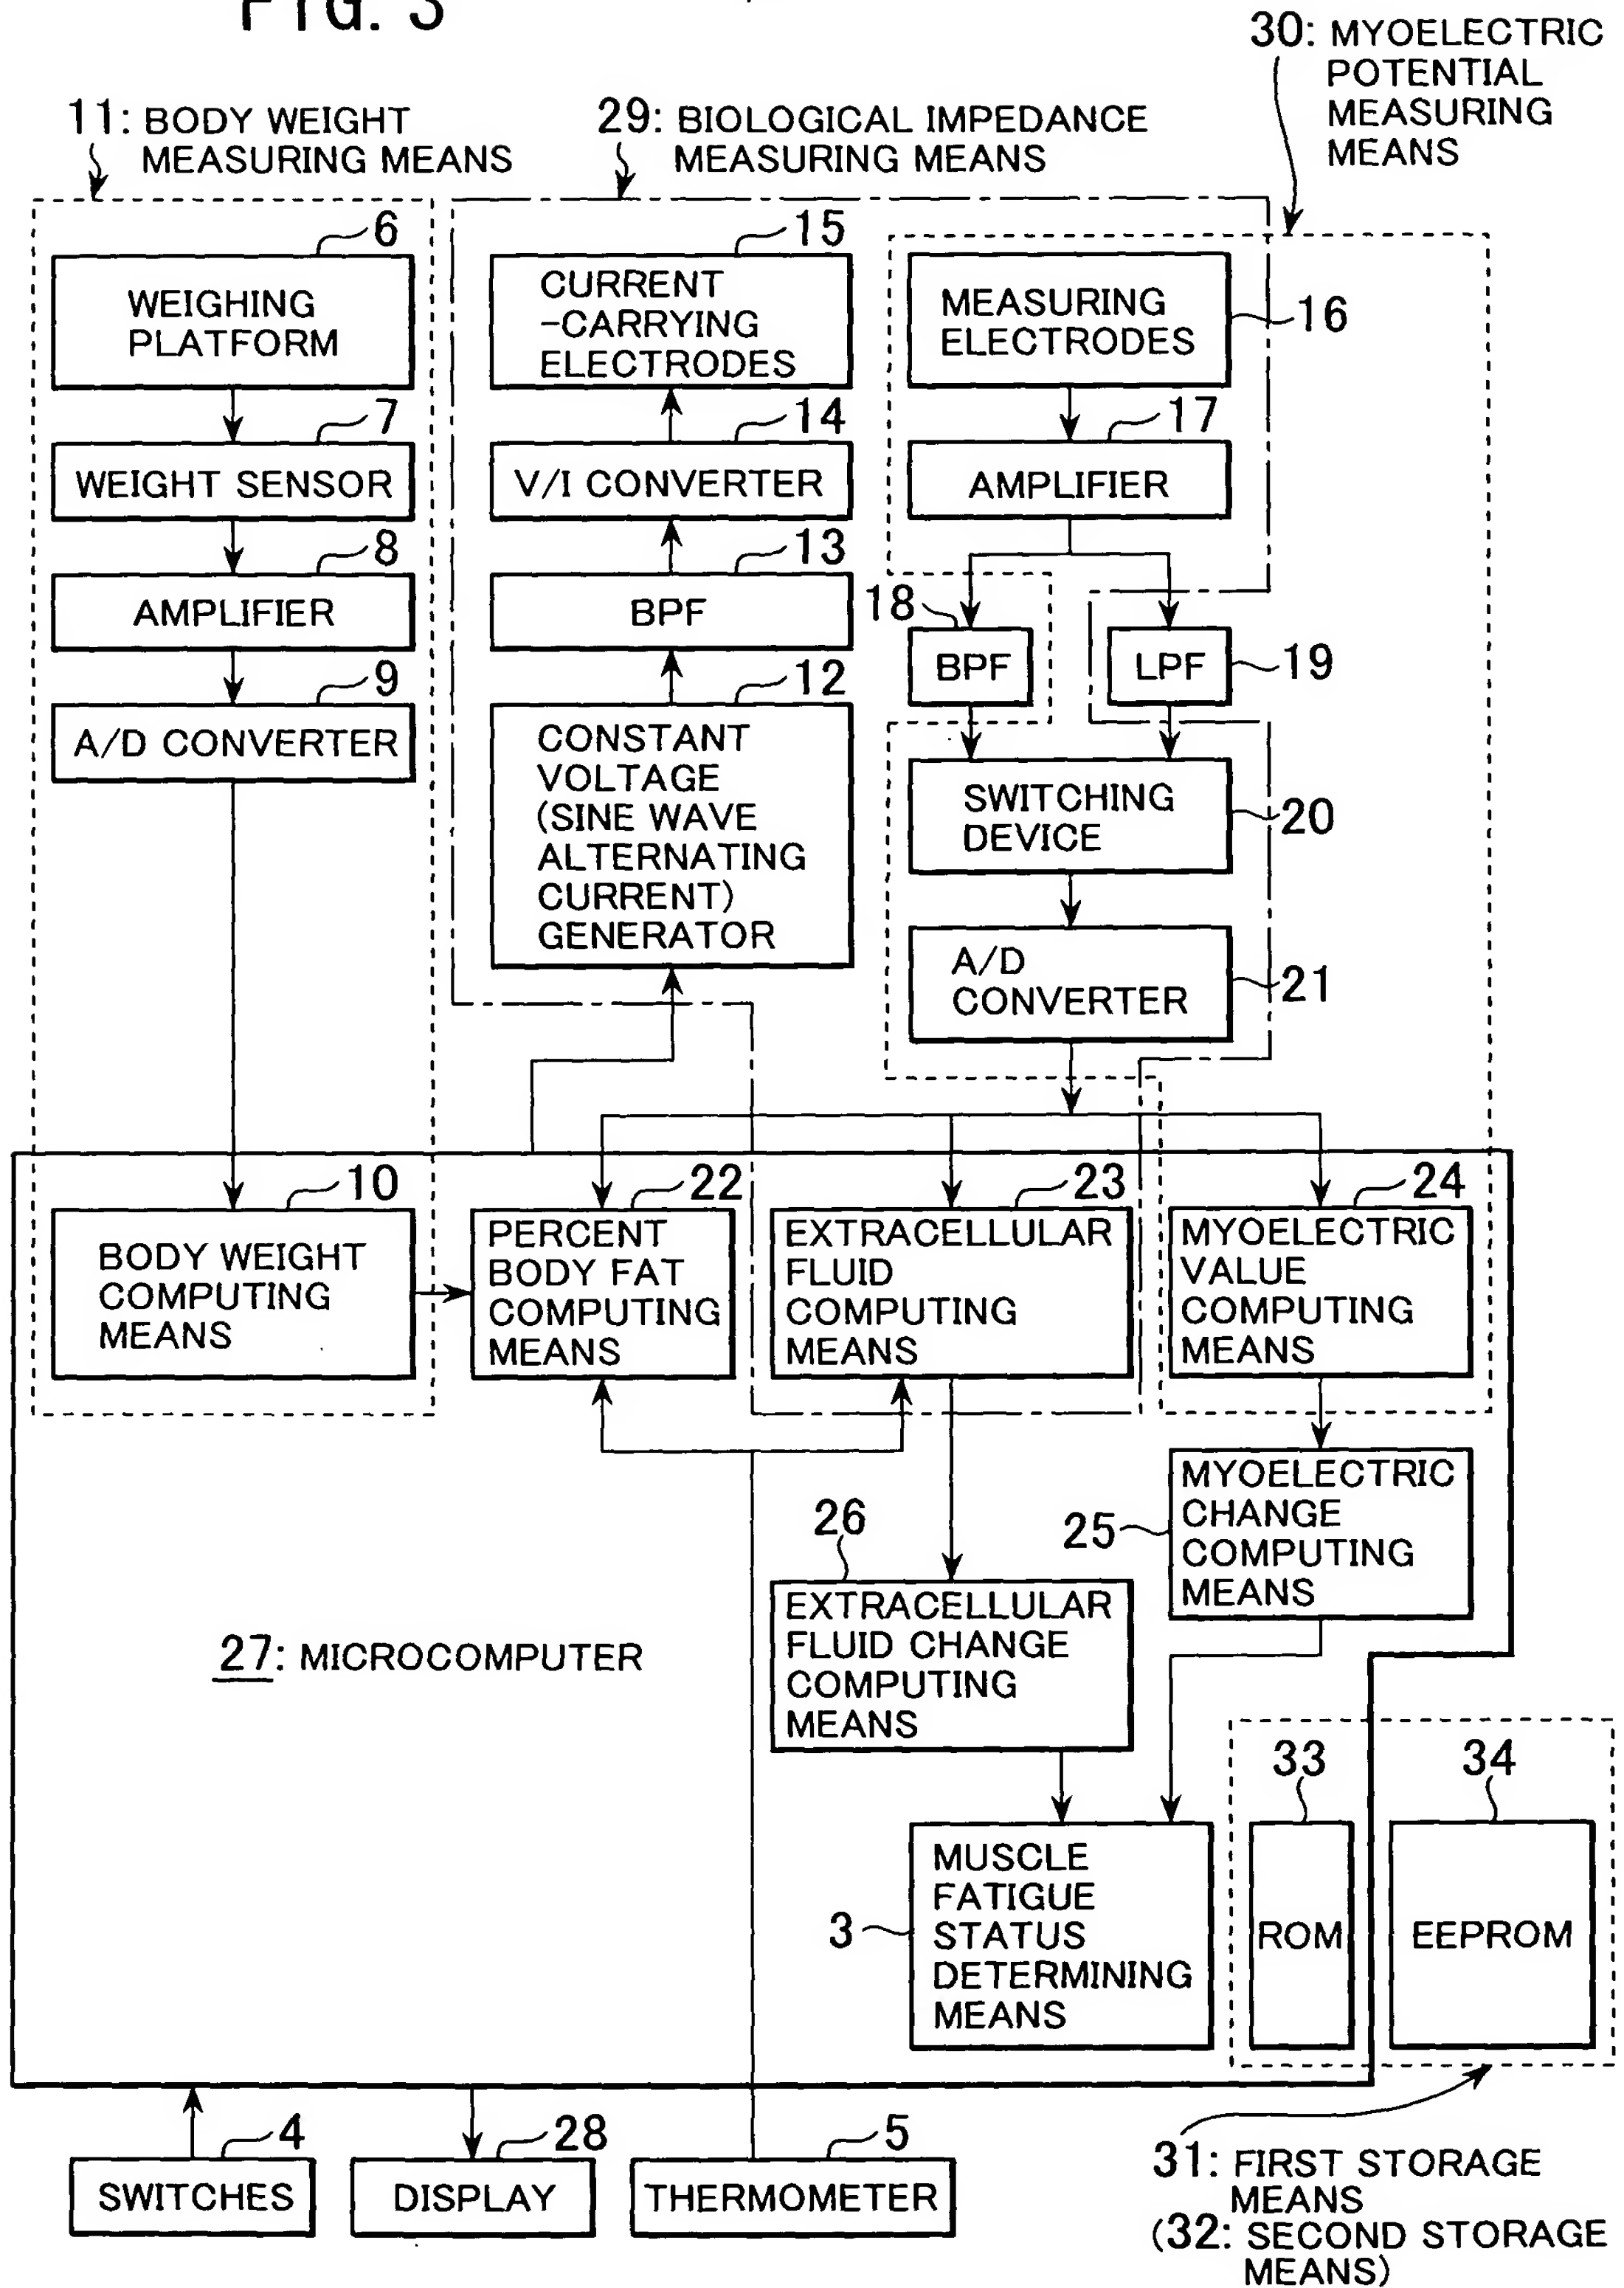 FIG. 3
30: MYOELECTRIC
POTENTIAL
MEASURING
MEANS
11: BODY WEIGHT
MEASURING MEANS
29: BIOLOGICAL IMPEDANCE
MEASURING MEANS
6
WEIGHING
PLATFORM
7
WEIGHT SENSOR
8
AMPLIFIER
9
A/D CONVERTER
15
CURRENT
-CARRYING
ELECTRODES
14
V/I CONVERTER
13
BPF
12
CONSTANT
VOLTAGE
(SINE WAVE
ALTERNATING
CURRENT)
GENERATOR
MEASURING
ELECTRODES
16
17
AMPLIFIER
18
BPF
LPF
19
SWITCHING
DEVICE
20
A/D
CONVERTER
21
10
BODY WEIGHT
COMPUTING
MEANS
22
PERCENT
BODY FAT
COMPUTING
MEANS
23
EXTRACELLULAR
FLUID
COMPUTING
MEANS
24
MYOELECTRIC
VALUE
COMPUTING
MEANS
25
MYOELECTRIC
CHANGE
COMPUTING
MEANS
26
EXTRACELLULAR
FLUID CHANGE
COMPUTING
MEANS
27: MICROCOMPUTER
3
MUSCLE
FATIGUE
STATUS
DETERMINING
MEANS
33
ROM
34
EEPROM
4
SWITCHES
28
DISPLAY
5
THERMOMETER
31: FIRST STORAGE
MEANS
(32: SECOND STORAGE
MEANS)